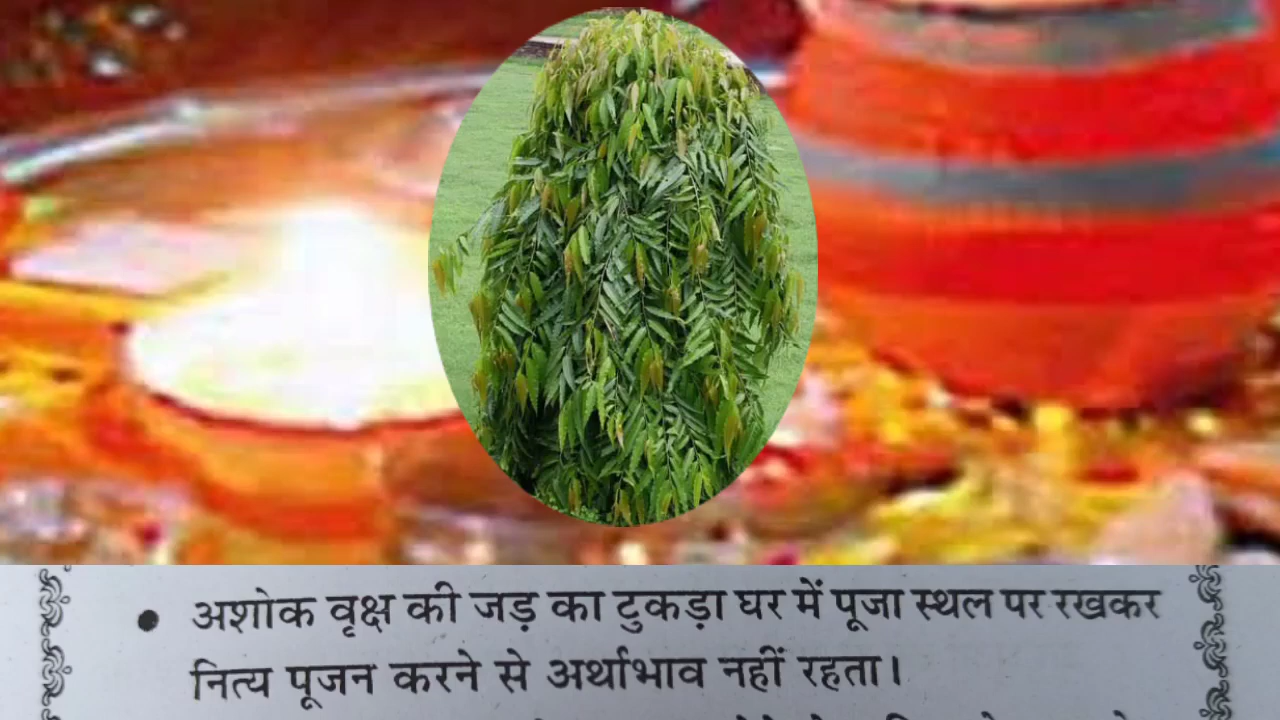 • अशोक वृक्ष की जड़ का टुकड़ा घर में पूजा स्थल पर रखकर
नित्य पूजन करने से अर्थाभाव नहीं रहता।